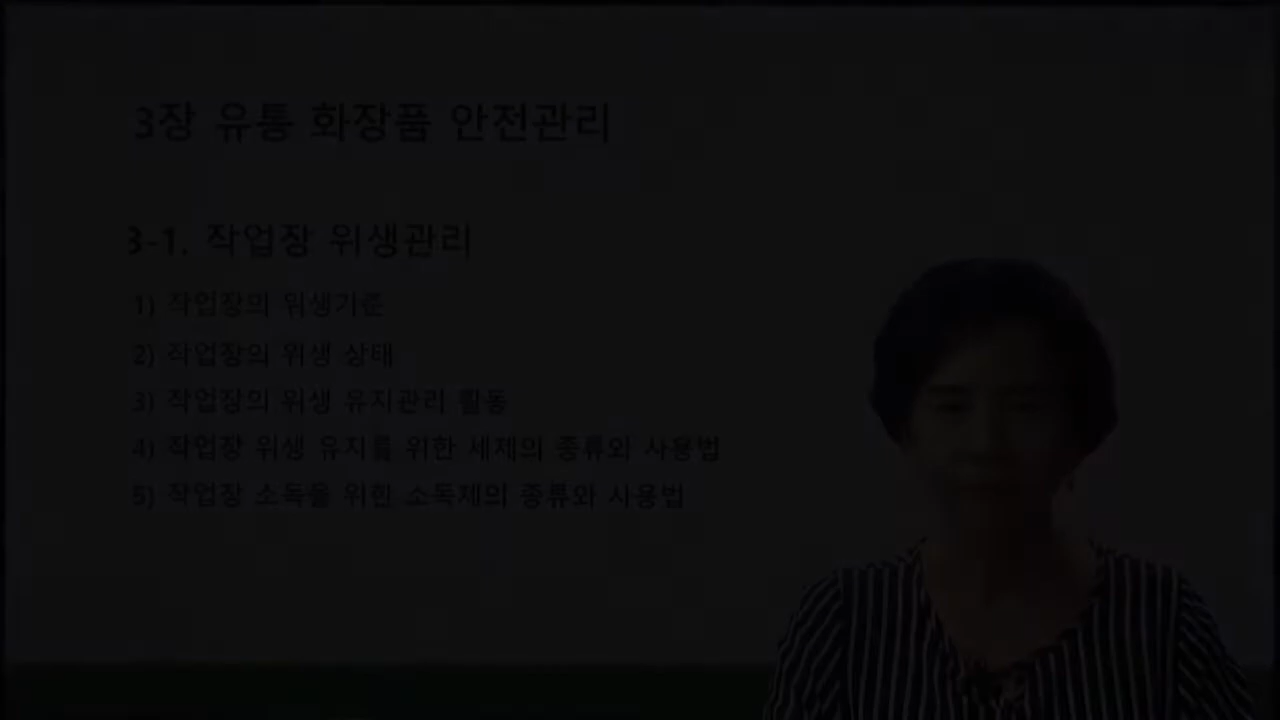 3장 유통 화장품 안전관리
3-1. 작업장 위생관리
1) 작업장의 위생기준
2) 작업장의 위생 상태
3) 작업장의 위생 유지관리 활동
4) 작업장 위생 유지를 위한 세제의 종류와 사용법
5) 작업장 소독을 위한 소독제의 종류와 사용법